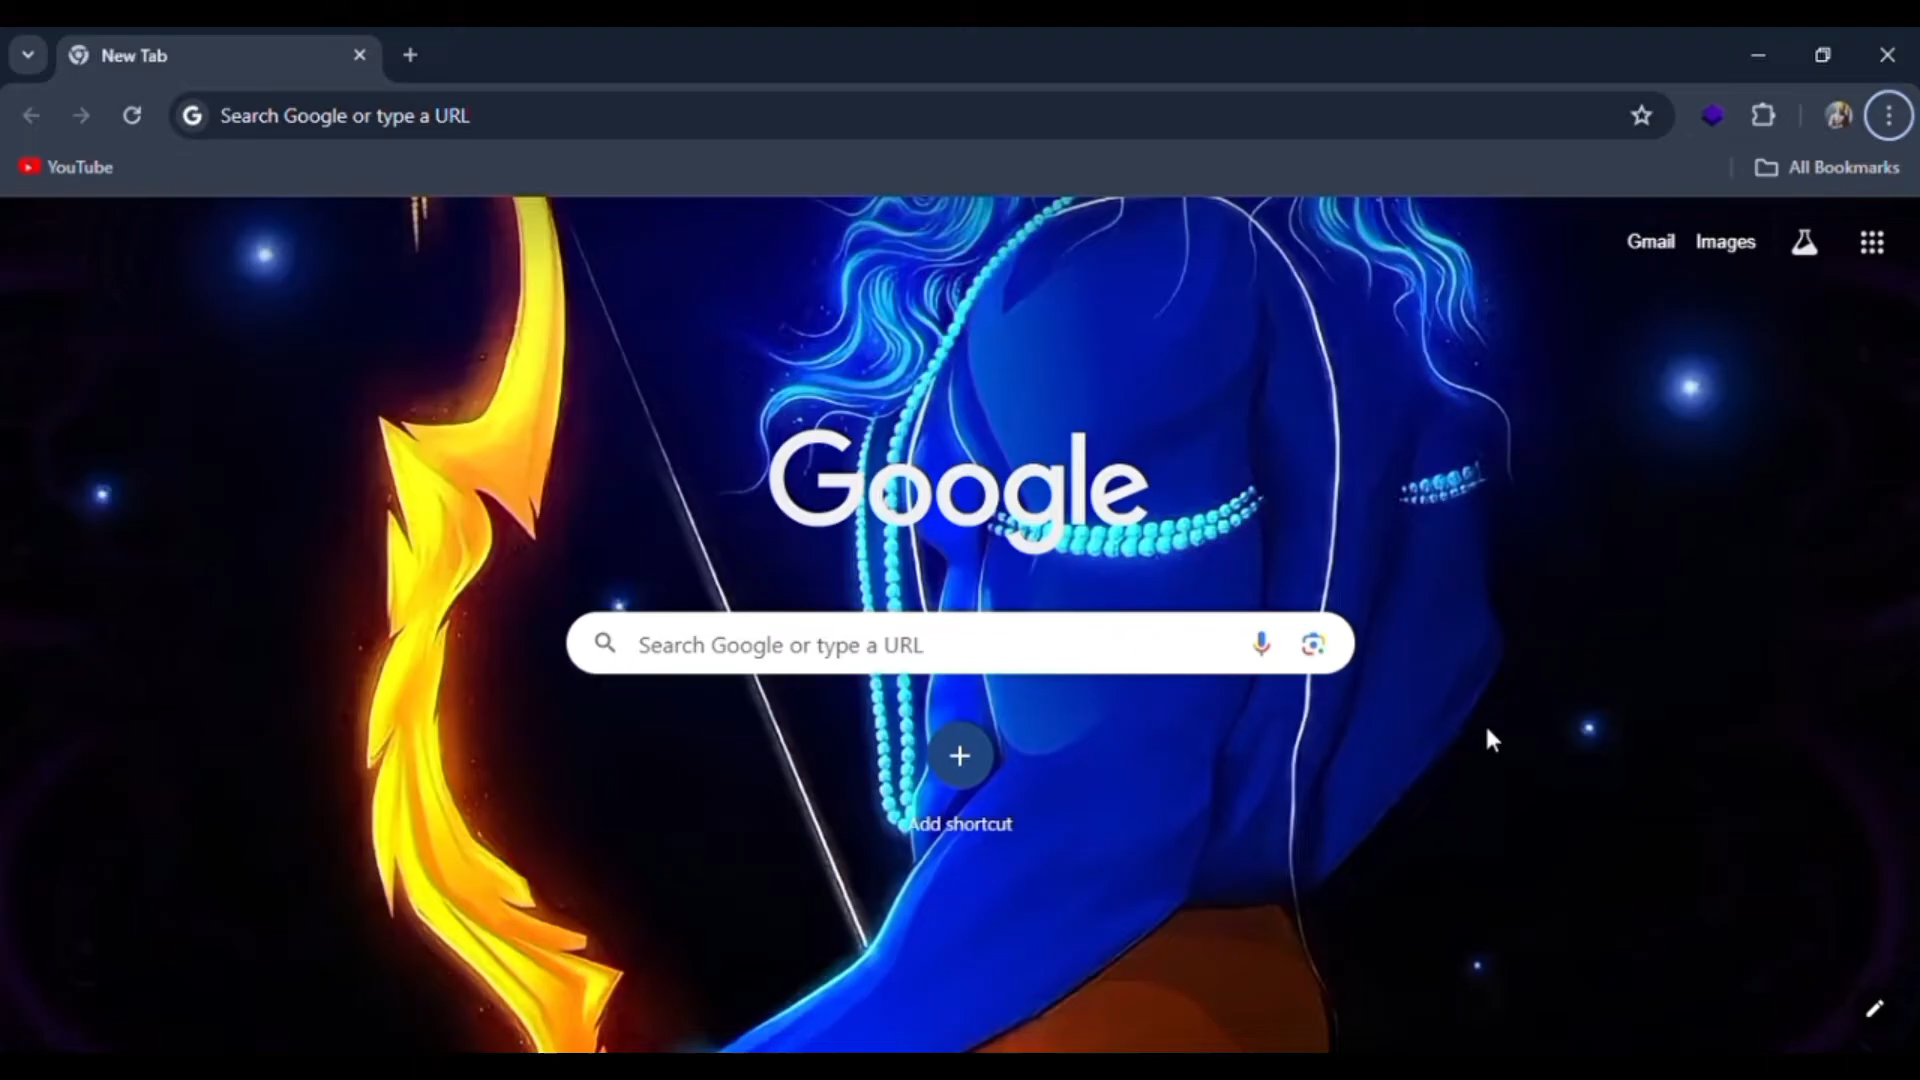 New Tab
Search Google or type a URL
YouTube
All Bookmarks
Gmail
Images
Google
Search Google or type a URL
Add shortcut